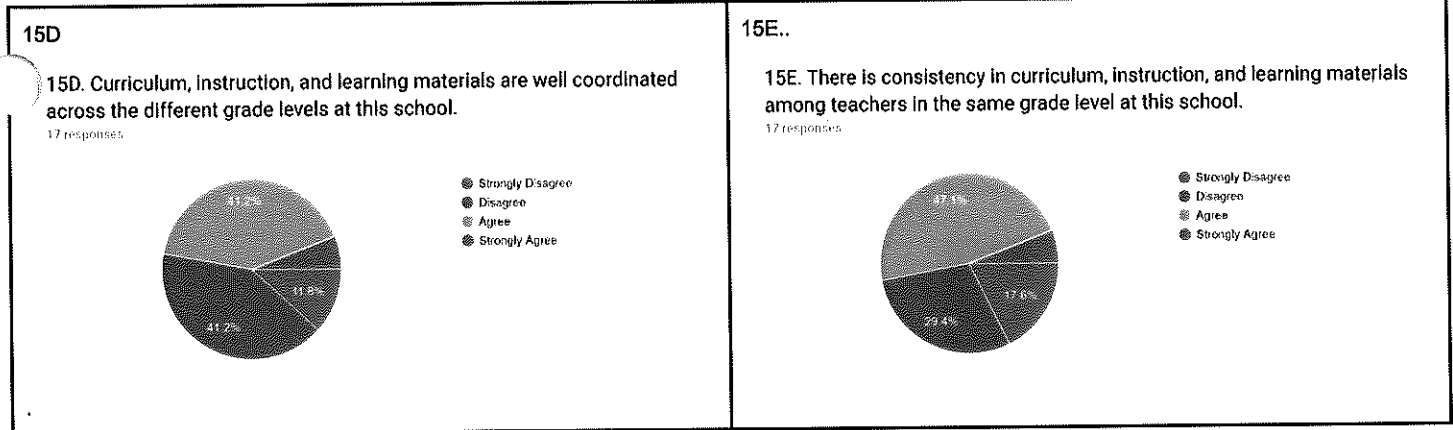 15D
15D. Curriculum, instruction, and learning materials are well coordinated
across the different grade levels at this school.
17 responses
41.2%
11.8%
41.2%
Strongly Disagree
Disagree
Agree
Strongly Agree
15E..
15E. There is consistency in curriculum, instruction, and learning materials
among teachers in the same grade level at this school.
17 responses
47.1%
17.6%
29.4%
Strongly Disagree
Disagree
Agree
Strongly Agree